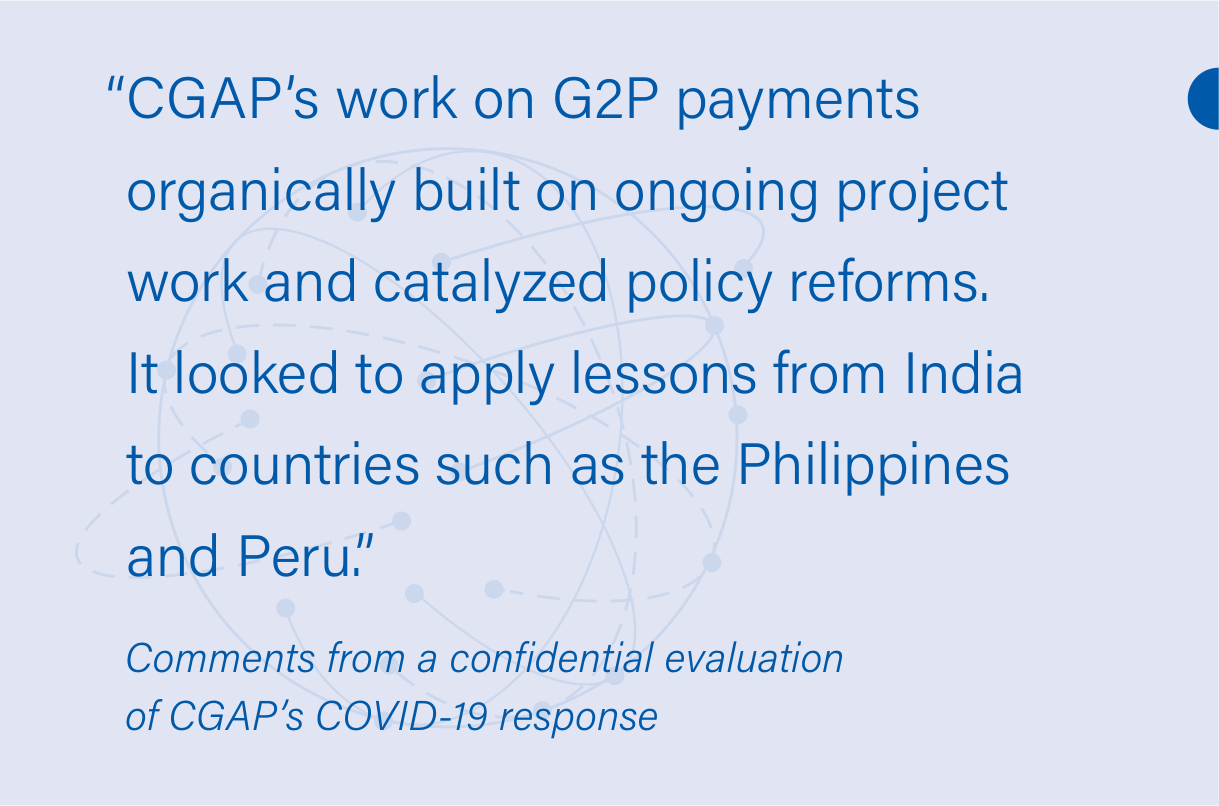 “CGAP’s work on G2P payments
organically built on ongoing project
work and catalyzed policy reforms.
It looked to apply lessons from India
to countries such as the Philippines
and Peru.”
Comments from a confidential evaluation
of CGAP’s COVID-19 response